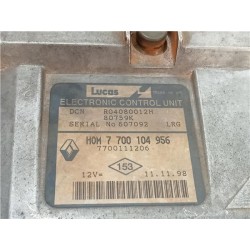 Lucas
ELECTRONIC CONTROL UNIT
DCN R04080012H
80759K
SERIAL No 607093 LRG
HOM 7 700 104 956
7700111206
153
12V= 11.11.98